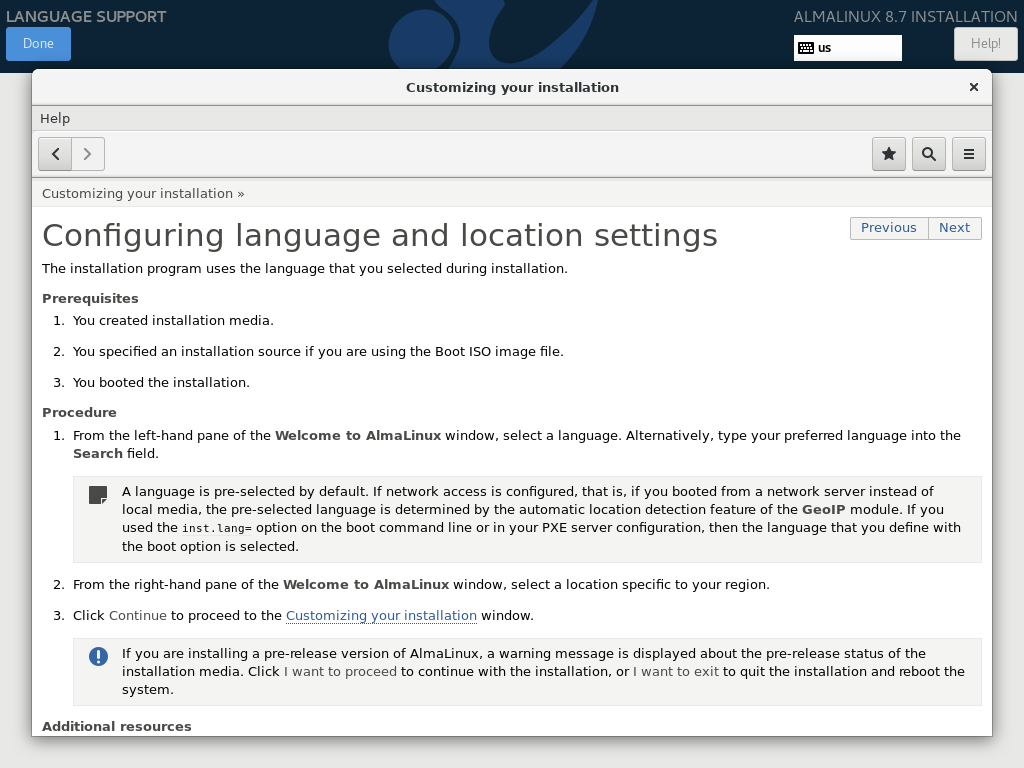 LANGUAGE SUPPORT
ALMALINUX 8.7 INSTALLATION
Done
us
Help!
Customizing your installation
Help
Customizing your installation »
Configuring language and location settings
Previous
Next
The installation program uses the language that you selected during installation.
Prerequisites
1. You created installation media.
2. You specified an installation source if you are using the Boot ISO image file.
3. You booted the installation.
Procedure
1. From the left-hand pane of the Welcome to AlmaLinux window, select a language. Alternatively, type your preferred language into the
Search field.
A language is pre-selected by default. If network access is configured, that is, if you booted from a network server instead of
local media, the pre-selected language is determined by the automatic location detection feature of the GeoIP module. If you
used the inst.lang= option on the boot command line or in your PXE server configuration, then the language that you define with
the boot option is selected.
2. From the right-hand pane of the Welcome to AlmaLinux window, select a location specific to your region.
3. Click Continue to proceed to the Customizing your installation window.
If you are installing a pre-release version of AlmaLinux, a warning message is displayed about the pre-release status of the
installation media. Click I want to proceed to continue with the installation, or I want to exit to quit the installation and reboot the
system.
Additional resources